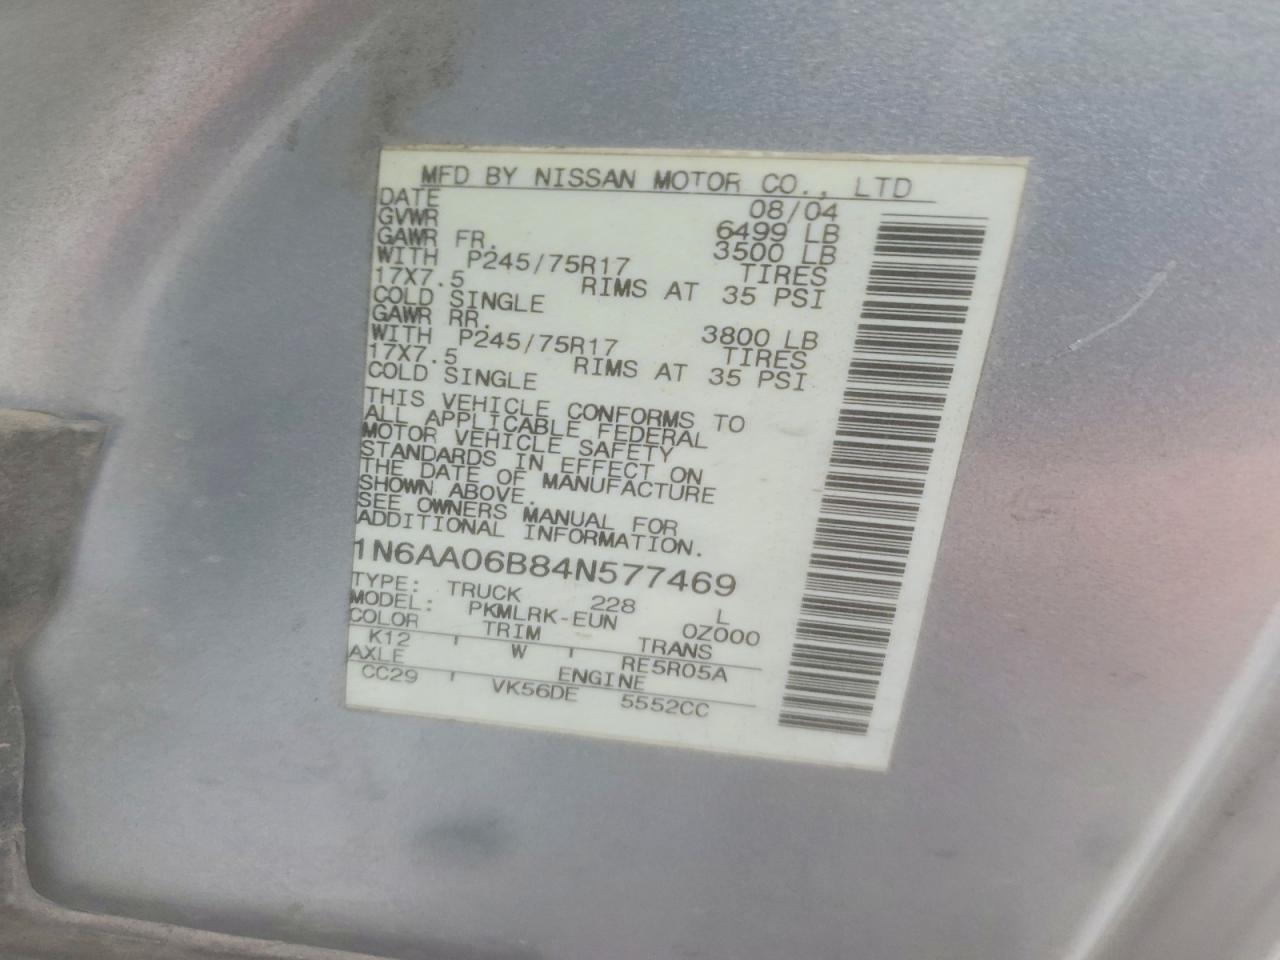 MFD BY NISSAN MOTOR CO., LTD
DATE 08/04
GVWR 6499 LB
GAWR FR. 3500 LB
WITH P245/75R17 TIRES
17X7.5 RIMS AT 35 PSI
COLD SINGLE
GAWR RR. 3800 LB
WITH P245/75R17 TIRES
17X7.5 RIMS AT 35 PSI
COLD SINGLE
THIS VEHICLE CONFORMS TO
ALL APPLICABLE FEDERAL
MOTOR VEHICLE SAFETY
STANDARDS IN EFFECT ON
THE DATE OF MANUFACTURE
SHOWN ABOVE.
SEE OWNERS MANUAL FOR
ADDITIONAL INFORMATION.
1N6AA06B84N577469
TYPE: TRUCK 228 L
MODEL: PKMLRK-EUN 0Z000
COLOR TRIM TRANS
K12 W RE5R05A
AXLE ENGINE
CC29 VK56DE 5552CC